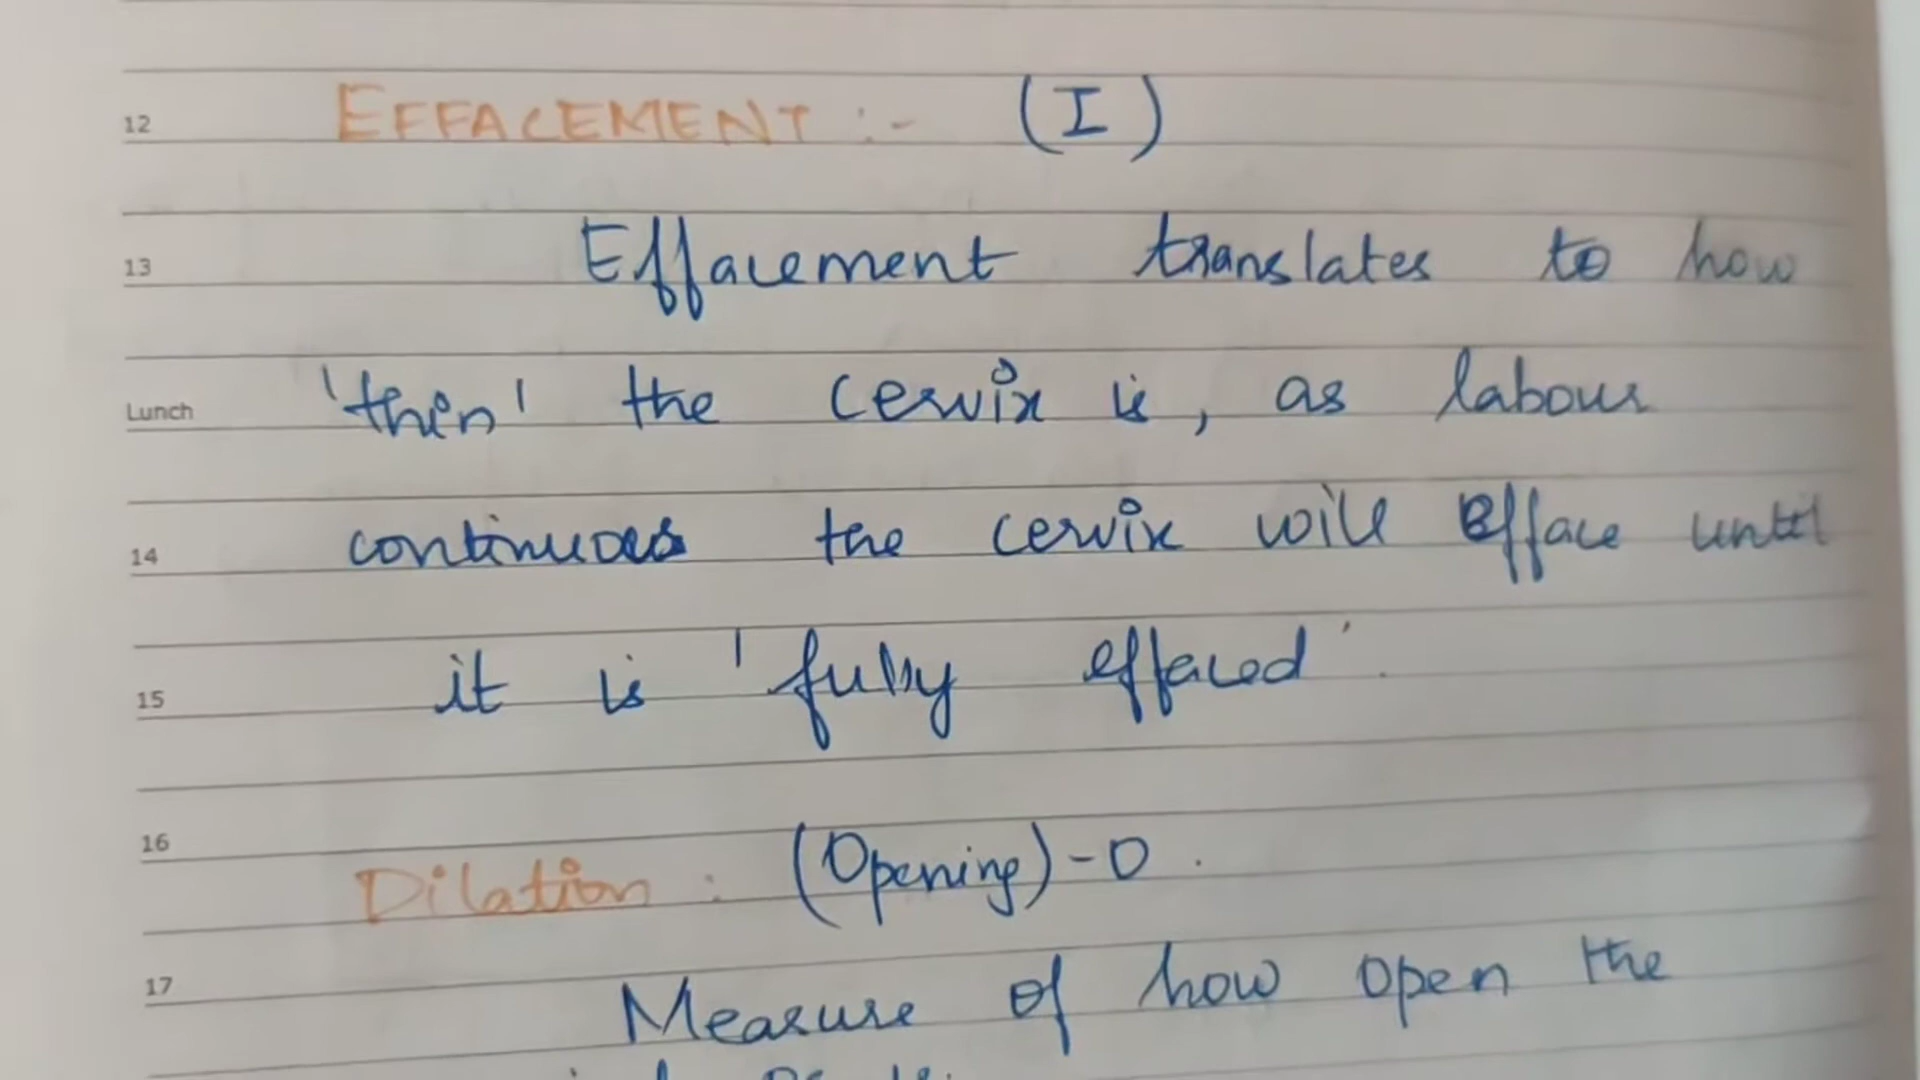 12 EFFACEMENT :- (I)
13 Effacement translates to how
Lunch 'thin' the cervix is, as labour
14 continuous the cervix will Efface until
15 it is 'fully effaced'.
16
Dilation : (Opening) - O.
17 Measure of how open the